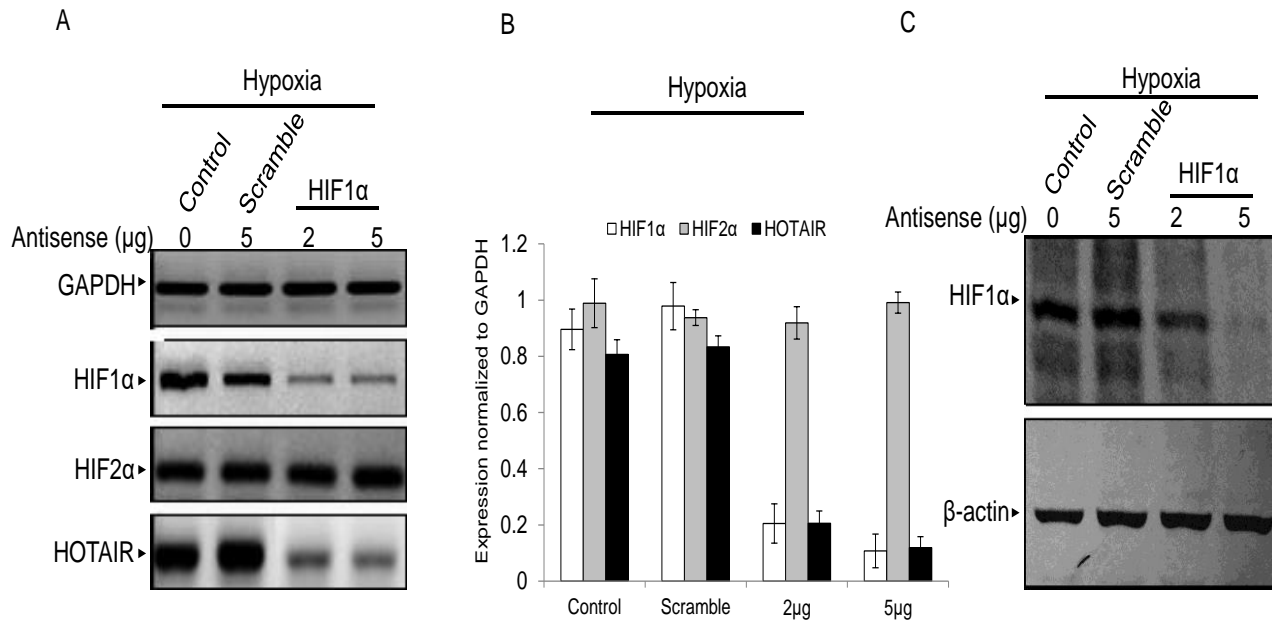 A
Hypoxia
Control
Scramble
HIF1α
Antisense (µg) 0 5 2 5
GAPDH
HIF1α
HIF2α
HOTAIR
B
Hypoxia
HIF1α HIF2α HOTAIR
Expression normalized to GAPDH
1.2
1
0.8
0.6
0.4
0.2
0
Control Scramble 2µg 5µg
C
Hypoxia
Control
Scramble
HIF1α
Antisense (µg) 0 5 2 5
HIF1α
β-actin